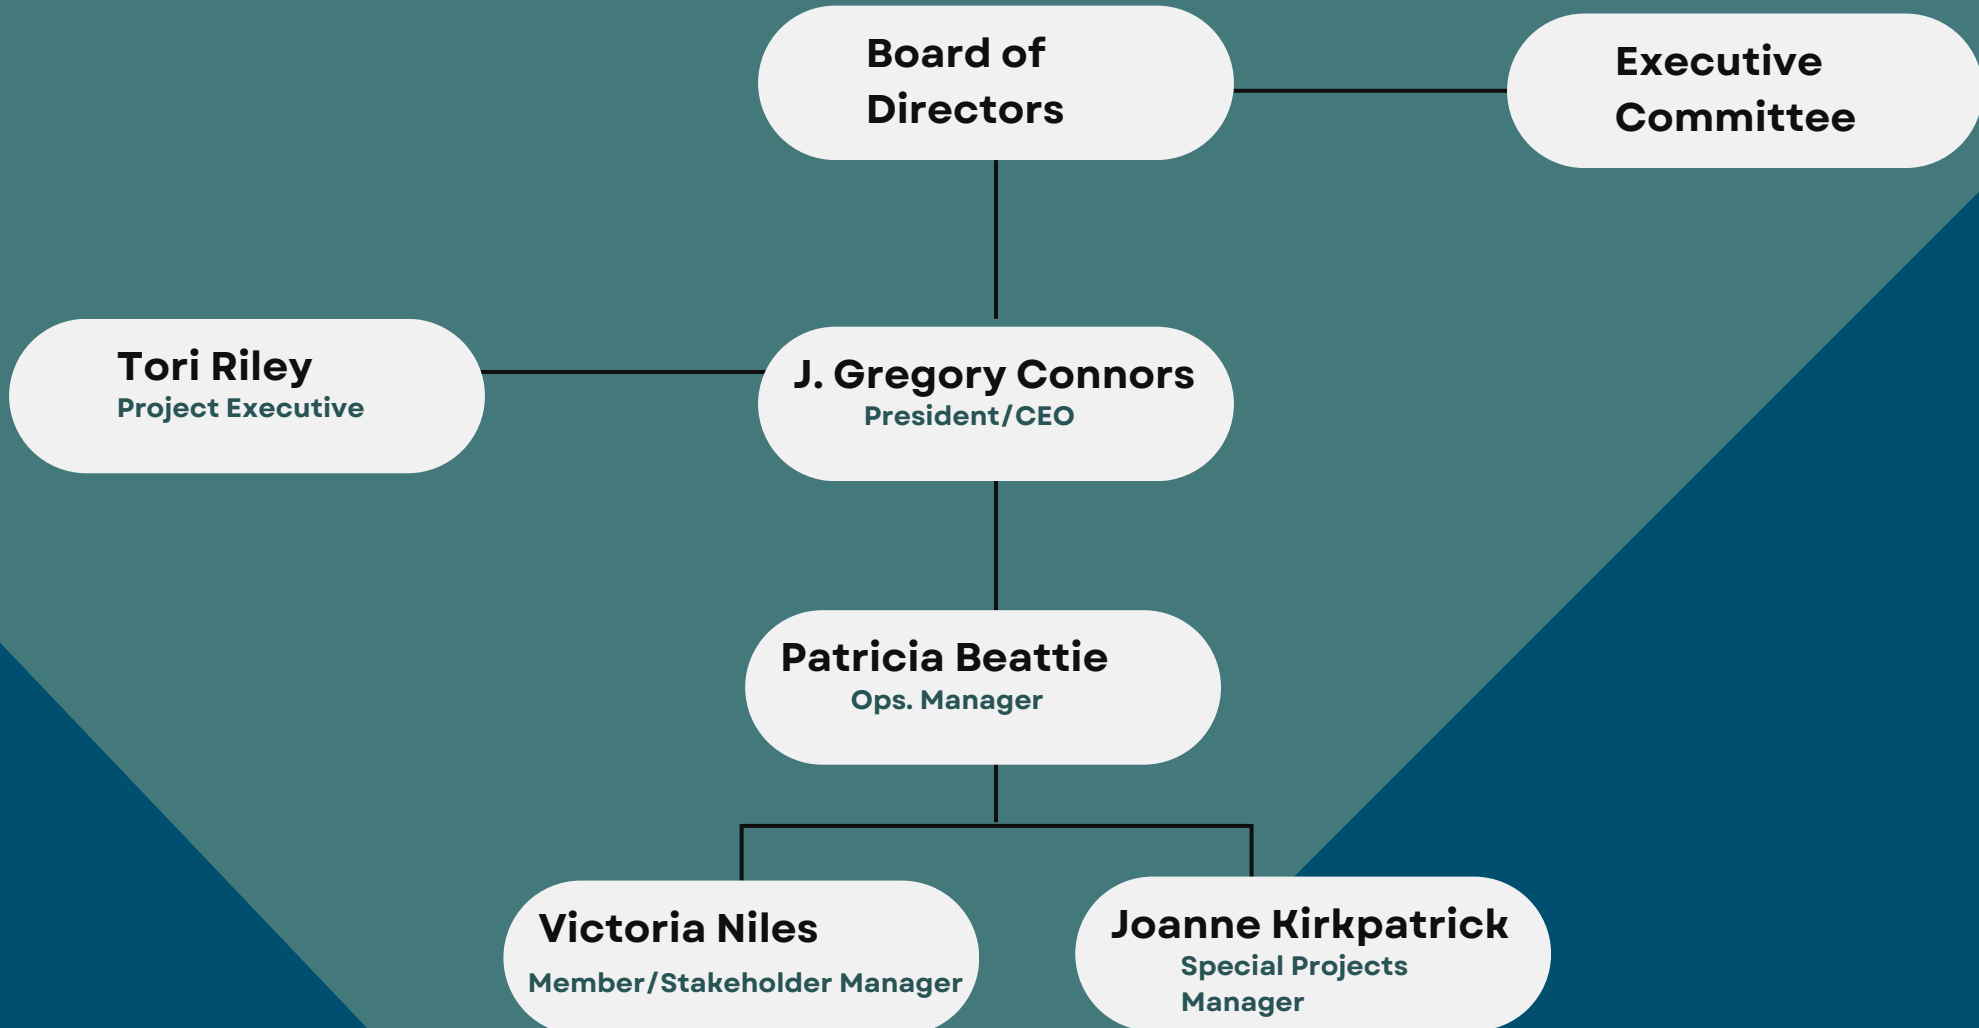 Board of
Directors
Executive
Committee
Tori Riley
Project Executive
J. Gregory Connors
President/CEO
Patricia Beattie
Ops. Manager
Victoria Niles
Member/Stakeholder Manager
Joanne Kirkpatrick
Special Projects
Manager